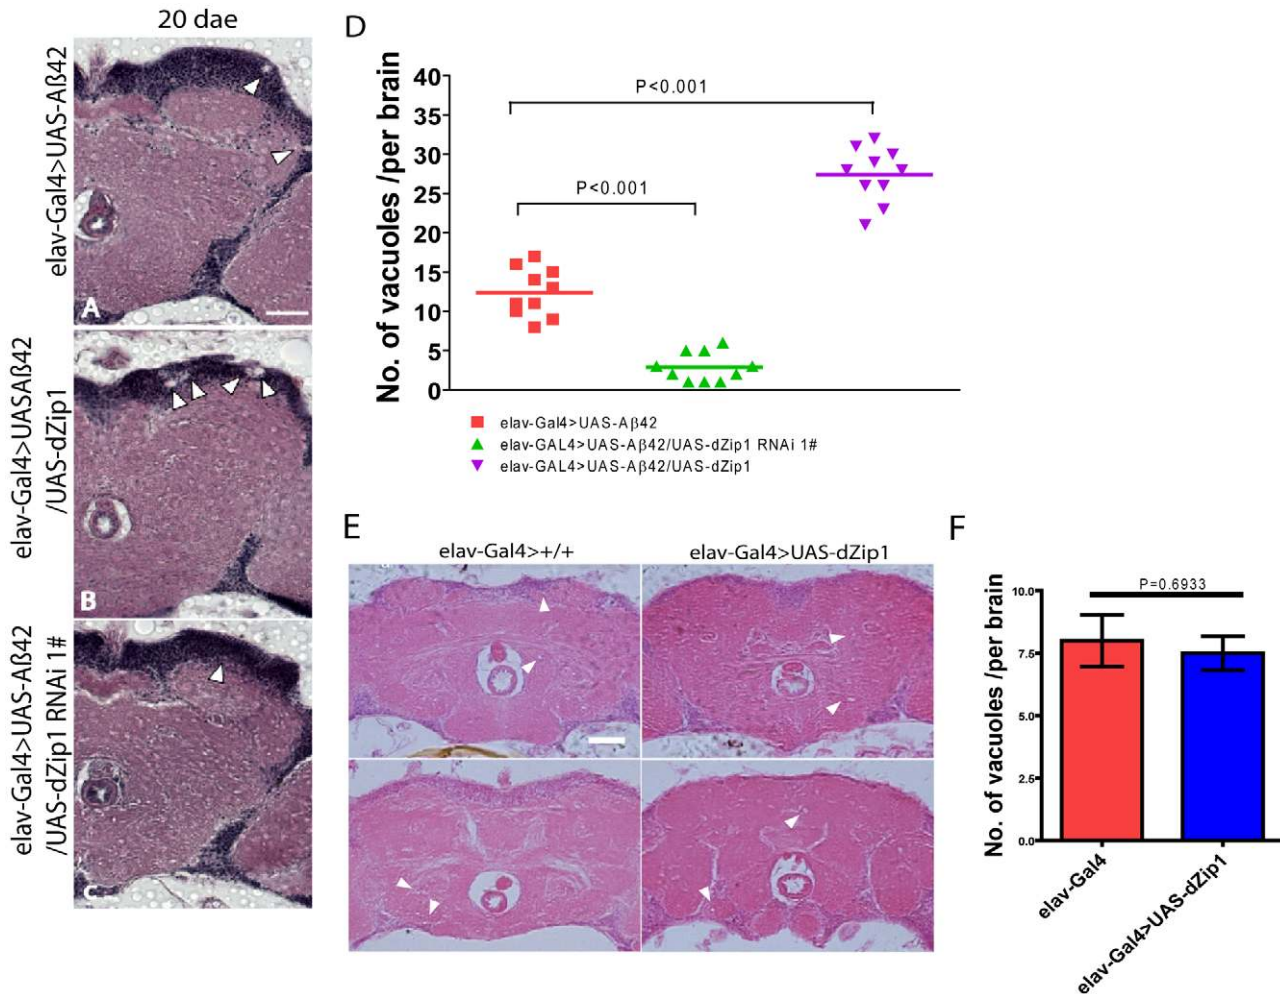 20 dae
elav-Gal4>UAS-Aß42
A
elav-Gal4>UASAß42
/UAS-dZip1
B
elav-Gal4>UAS-Aß42
/UAS-dZip1 RNAi 1#
C
D
No. of vacuoles /per brain
40
35
30
25
20
15
10
5
0
P<0.001
P<0.001
elav-Gal4>UAS-Aβ42
elav-GAL4>UAS-Aβ42/UAS-dZip1 RNAi 1#
elav-GAL4>UAS-Aβ42/UAS-dZip1
E
elav-Gal4>+/+
elav-Gal4>UAS-dZip1
F
No. of vacuoles /per brain
10.0
7.5
5.0
2.5
0.0
P=0.6933
elav-Gal4
elav-Gal4>UAS-dZip1